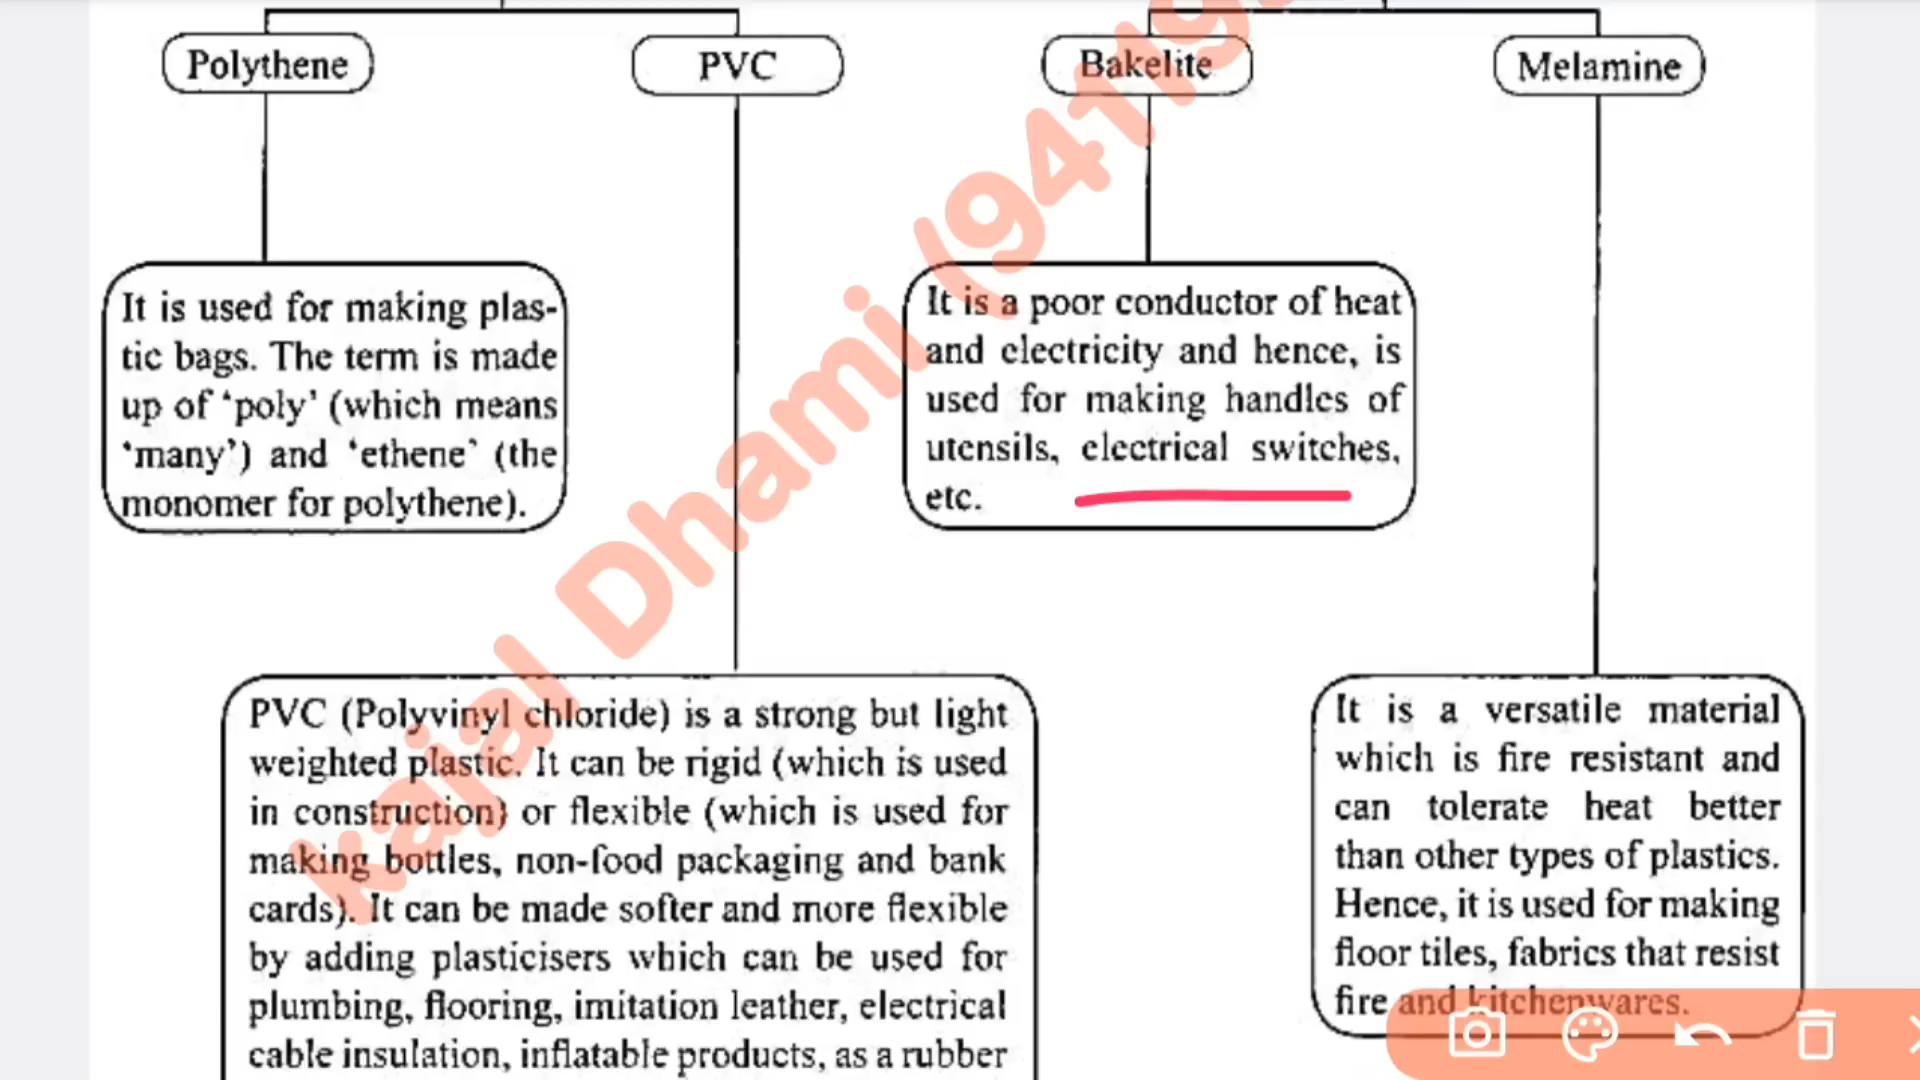 Polythene
PVC
Bakelite
Melamine
It is used for making plas-
tic bags. The term is made
up of ‘poly’ (which means
‘many’) and ‘ethene’ (the
monomer for polythene).
It is a poor conductor of heat
and electricity and hence, is
used for making handles of
utensils, electrical switches,
etc.
PVC (Polyvinyl chloride) is a strong but light
weighted plastic. It can be rigid (which is used
in construction) or flexible (which is used for
making bottles, non-food packaging and bank
cards). It can be made softer and more flexible
by adding plasticisers which can be used for
plumbing, flooring, imitation leather, electrical
cable insulation, inflatable products, as a rubber
It is a versatile material
which is fire resistant and
can tolerate heat better
than other types of plastics.
Hence, it is used for making
floor tiles, fabrics that resist
fire and kitchenwares.
kajal Dhami (94119